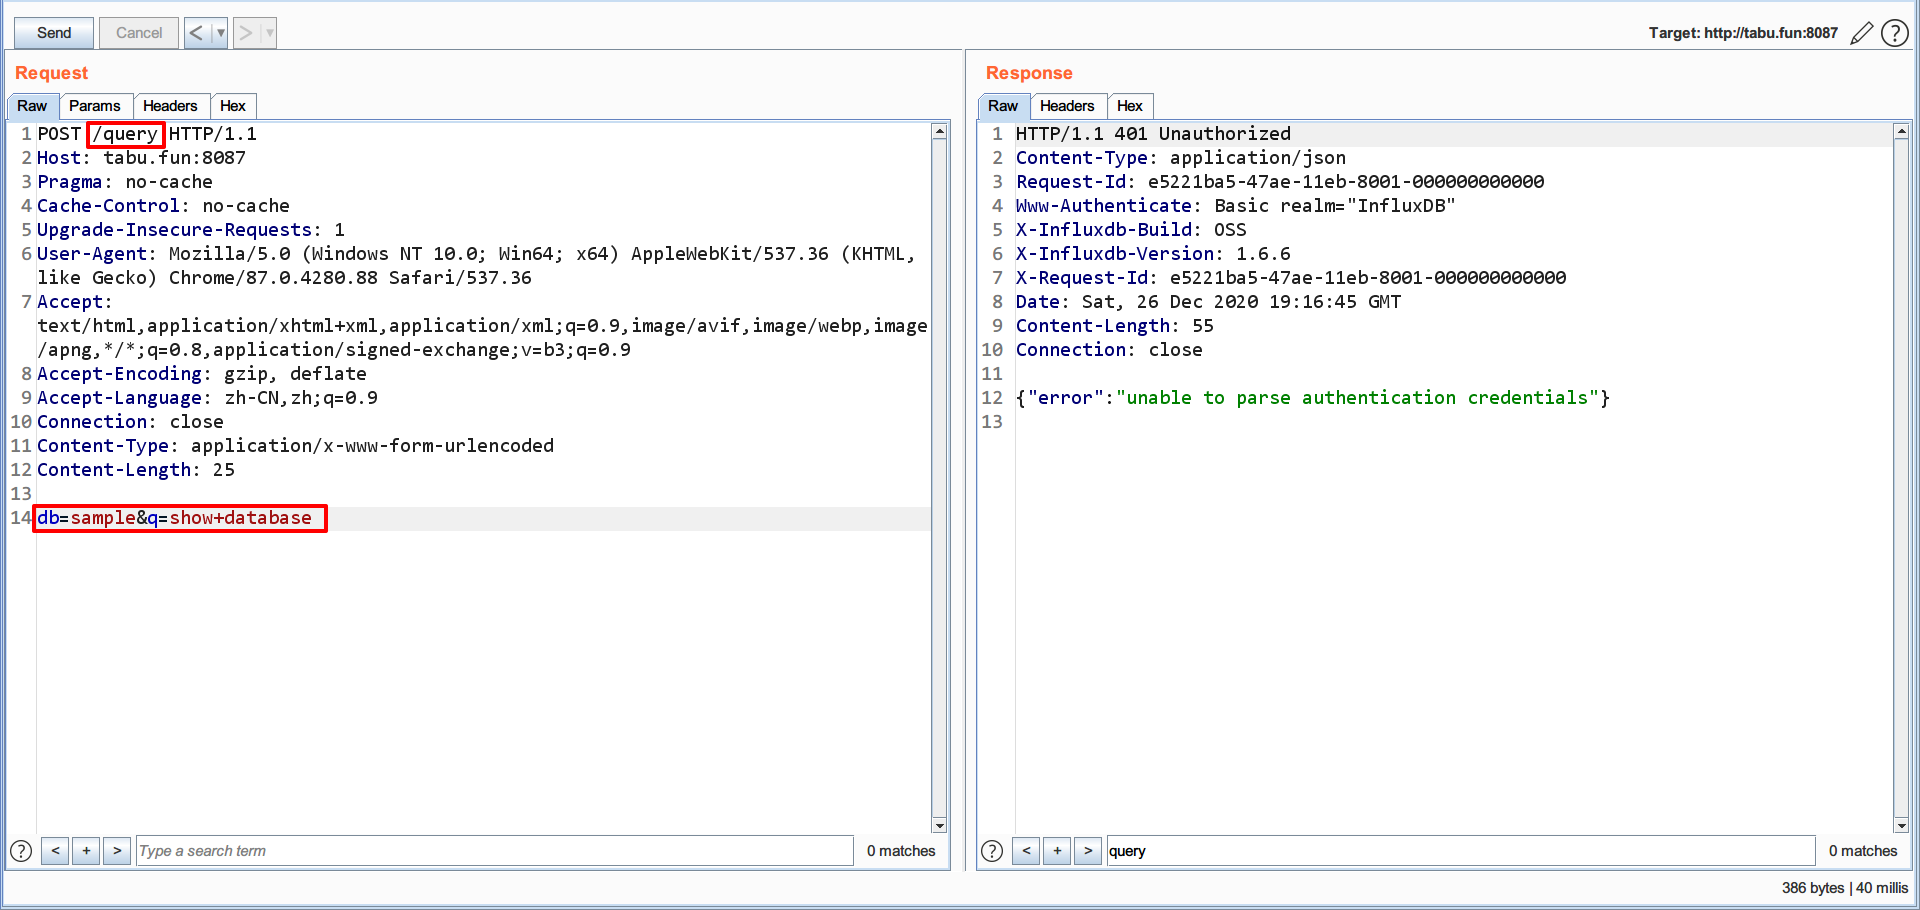 Send Cancel < ▼ > ▼ Target: http://tabu.fun:8087 ?
Request
Raw Params Headers Hex
1 POST /query HTTP/1.1
2 Host: tabu.fun:8087
3 Pragma: no-cache
4 Cache-Control: no-cache
5 Upgrade-Insecure-Requests: 1
6 User-Agent: Mozilla/5.0 (Windows NT 10.0; Win64; x64) AppleWebKit/537.36 (KHTML,
like Gecko) Chrome/87.0.4280.88 Safari/537.36
7 Accept:
text/html,application/xhtml+xml,application/xml;q=0.9,image/avif,image/webp,image
/apng,*/*;q=0.8,application/signed-exchange;v=b3;q=0.9
8 Accept-Encoding: gzip, deflate
9 Accept-Language: zh-CN,zh;q=0.9
10 Connection: close
11 Content-Type: application/x-www-form-urlencoded
12 Content-Length: 25
13
14 db=sample&q=show+database
? < + > Type a search term 0 matches
Response
Raw Headers Hex
1 HTTP/1.1 401 Unauthorized
2 Content-Type: application/json
3 Request-Id: e5221ba5-47ae-11eb-8001-000000000000
4 Www-Authenticate: Basic realm="InfluxDB"
5 X-Influxdb-Build: OSS
6 X-Influxdb-Version: 1.6.6
7 X-Request-Id: e5221ba5-47ae-11eb-8001-000000000000
8 Date: Sat, 26 Dec 2020 19:16:45 GMT
9 Content-Length: 55
10 Connection: close
11
12 {"error":"unable to parse authentication credentials"}
13
? < + > query 0 matches
386 bytes | 40 millis